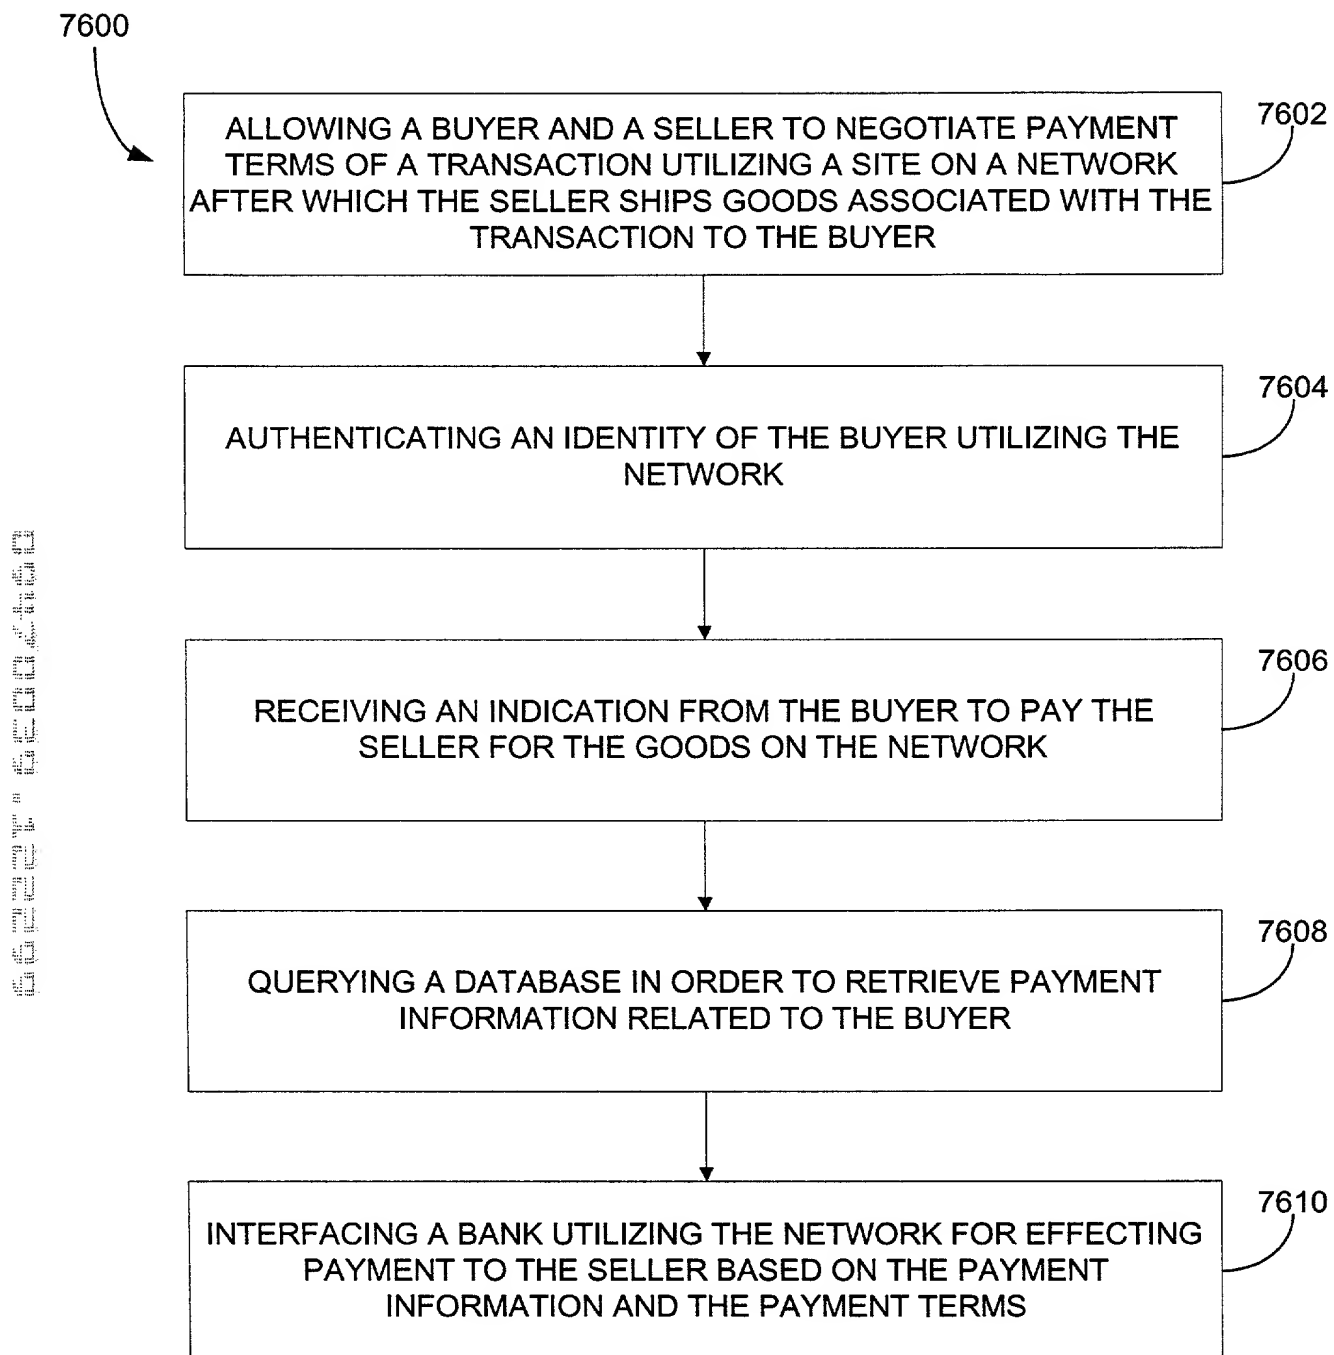 7600
ALLOWING A BUYER AND A SELLER TO NEGOTIATE PAYMENT
TERMS OF A TRANSACTION UTILIZING A SITE ON A NETWORK
AFTER WHICH THE SELLER SHIPS GOODS ASSOCIATED WITH THE
TRANSACTION TO THE BUYER
7602
AUTHENTICATING AN IDENTITY OF THE BUYER UTILIZING THE
NETWORK
7604
RECEIVING AN INDICATION FROM THE BUYER TO PAY THE
SELLER FOR THE GOODS ON THE NETWORK
7606
QUERYING A DATABASE IN ORDER TO RETRIEVE PAYMENT
INFORMATION RELATED TO THE BUYER
7608
INTERFACING A BANK UTILIZING THE NETWORK FOR EFFECTING
PAYMENT TO THE SELLER BASED ON THE PAYMENT
INFORMATION AND THE PAYMENT TERMS
7610